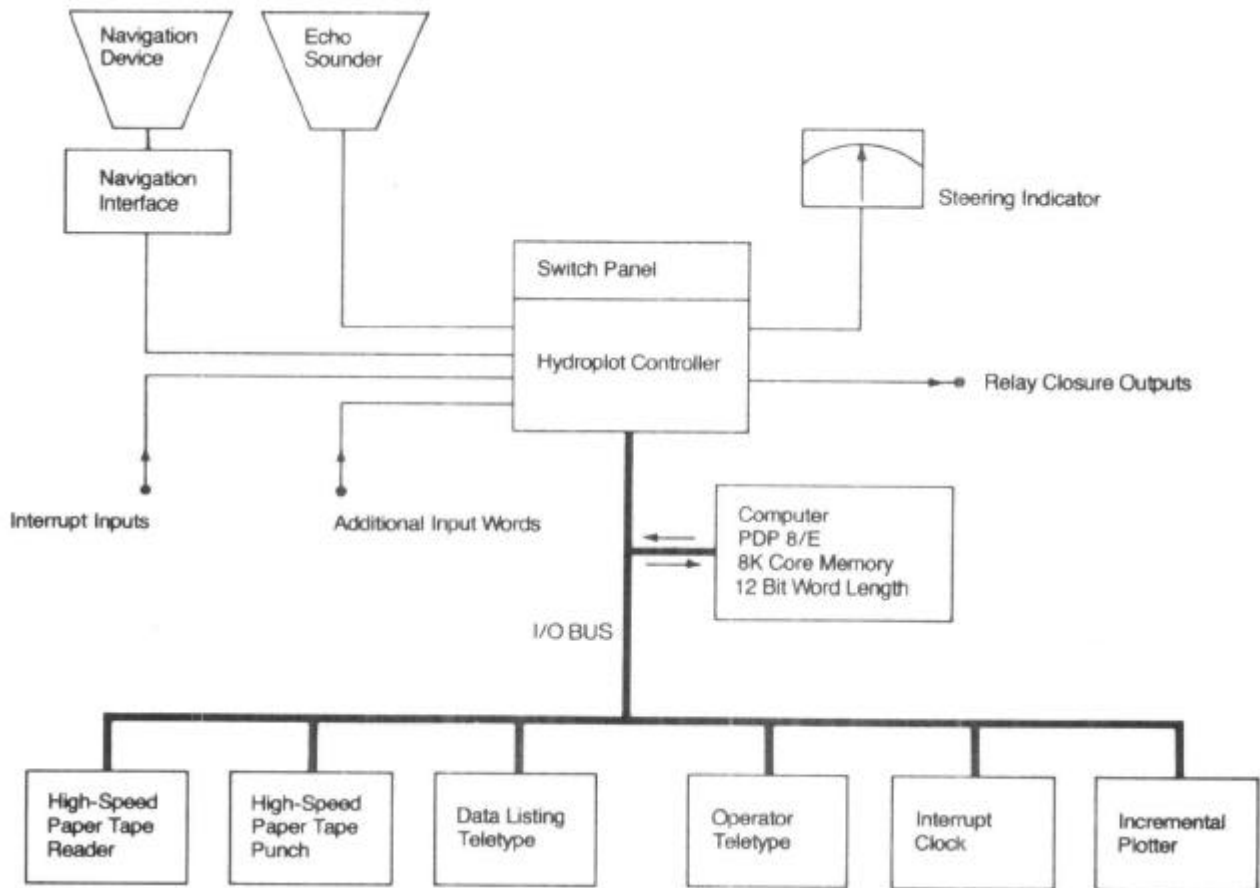 Navigation
Device
Echo
Sounder
Navigation
Interface
Steering Indicator
Switch Panel
Hydroplot Controller
Relay Closure Outputs
Interrupt Inputs
Additional Input Words
Computer
PDP 8/E
8K Core Memory
12 Bit Word Length
I/O BUS
High-Speed
Paper Tape
Reader
High-Speed
Paper Tape
Punch
Data Listing
Teletype
Operator
Teletype
Interrupt
Clock
Incremental
Plotter